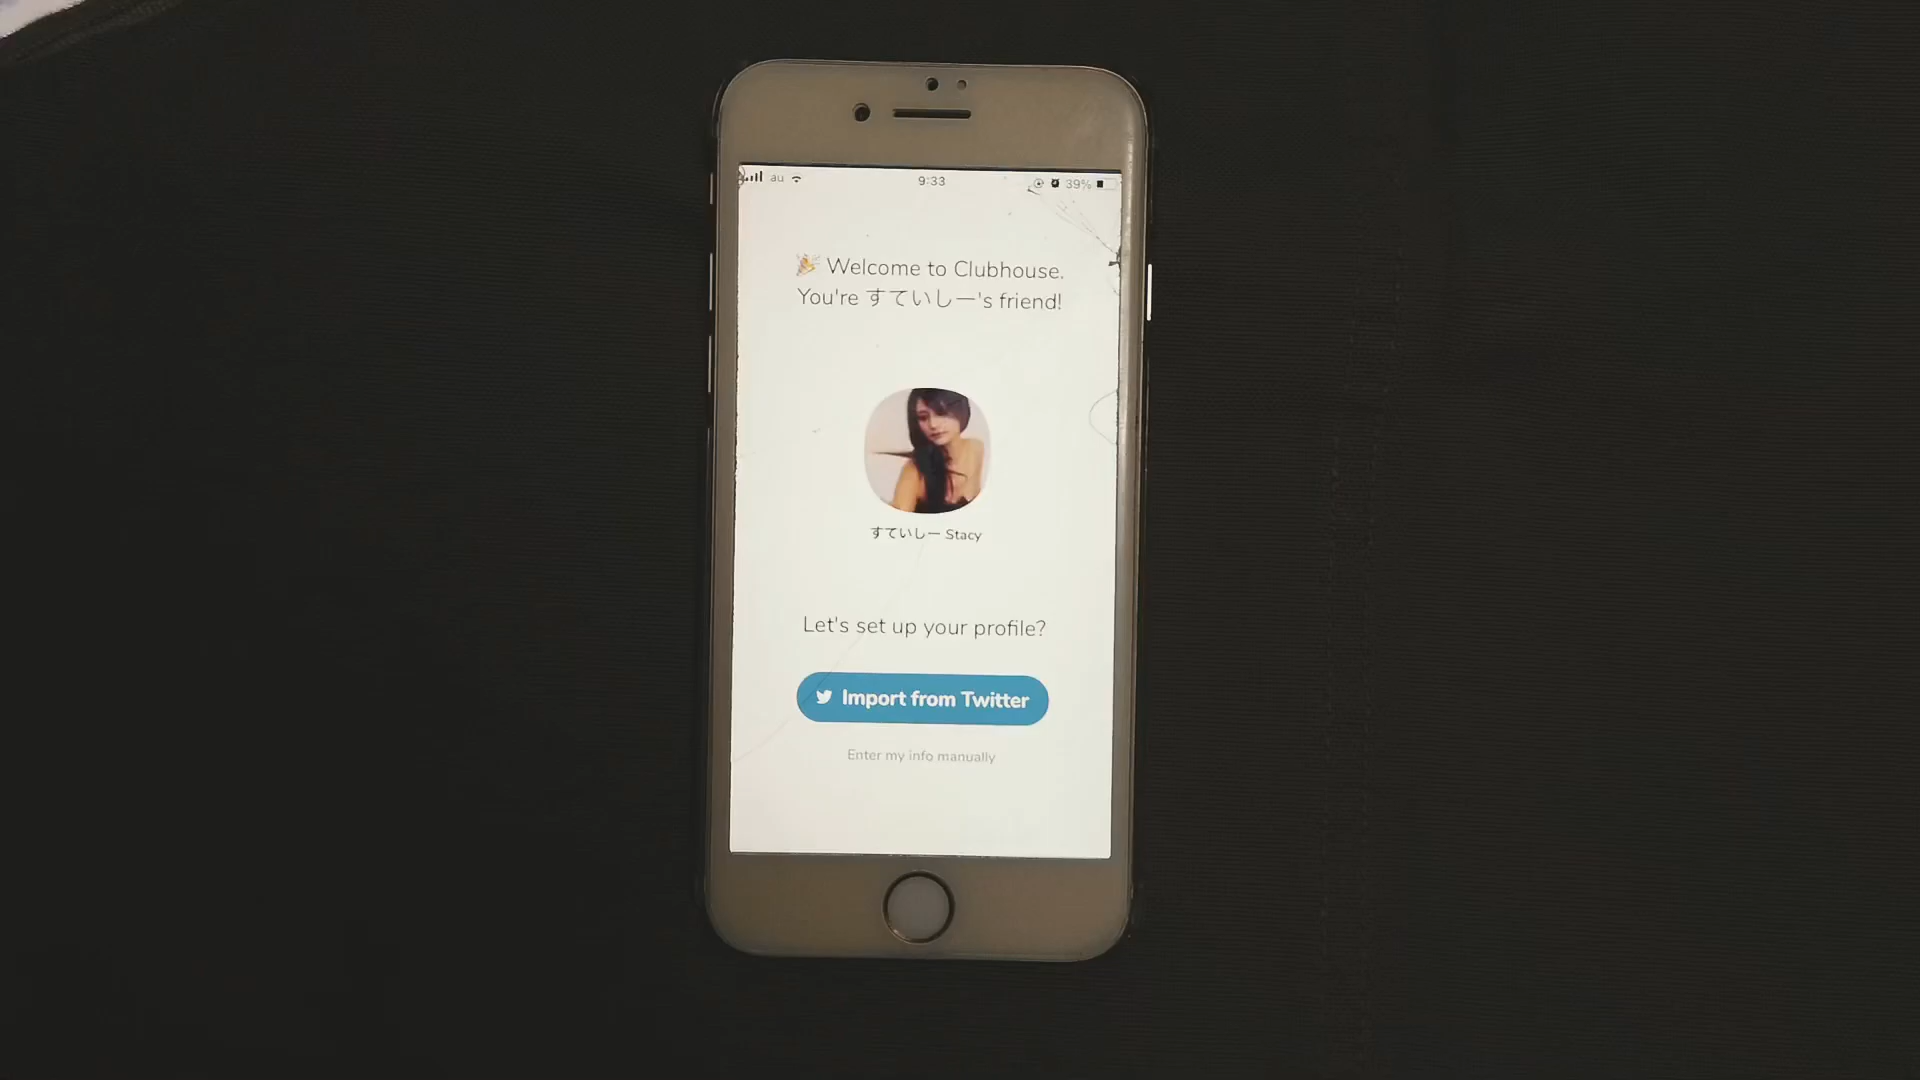 au 9:33 39%
🎉 Welcome to Clubhouse.
You're すていしー's friend!
すていしー Stacy
Let's set up your profile?
Import from Twitter
Enter my info manually